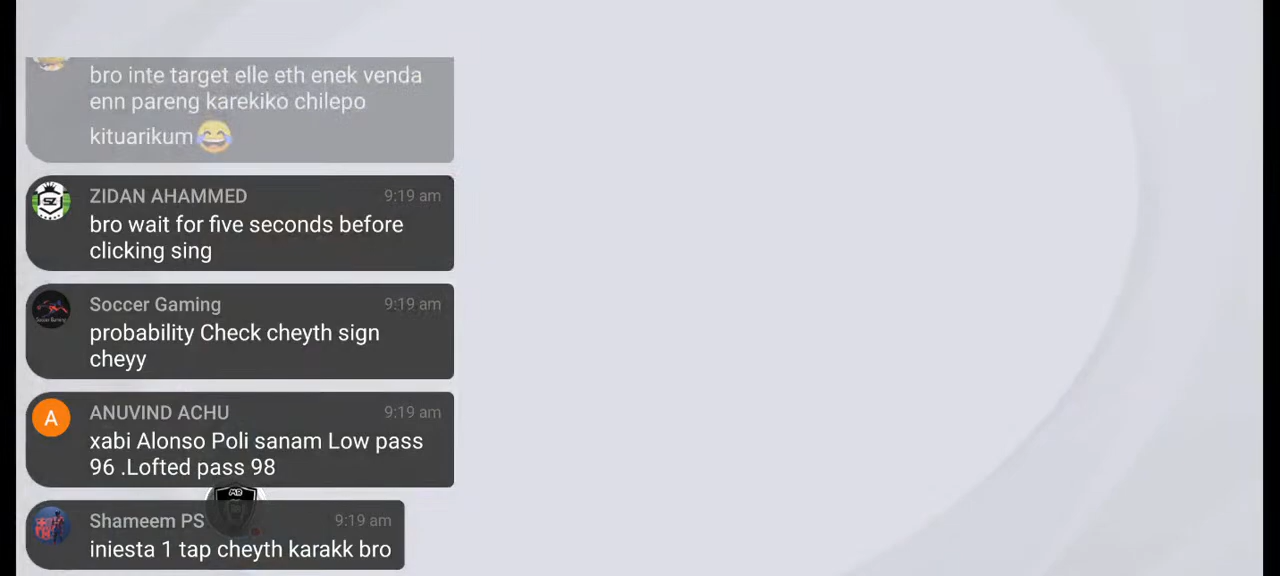 bro inte target elle eth enek venda
enn pareng karekiko chilepo
kituarikum😂
ZIDAN AHAMMED 9:19 am
bro wait for five seconds before
clicking sing
Soccer Gaming 9:19 am
probability Check cheyth sign
cheyy
A
ANUVIND ACHU 9:19 am
xabi Alonso Poli sanam Low pass
96 .Lofted pass 98
Shameem PS 9:19 am
iniesta 1 tap cheyth karakk bro